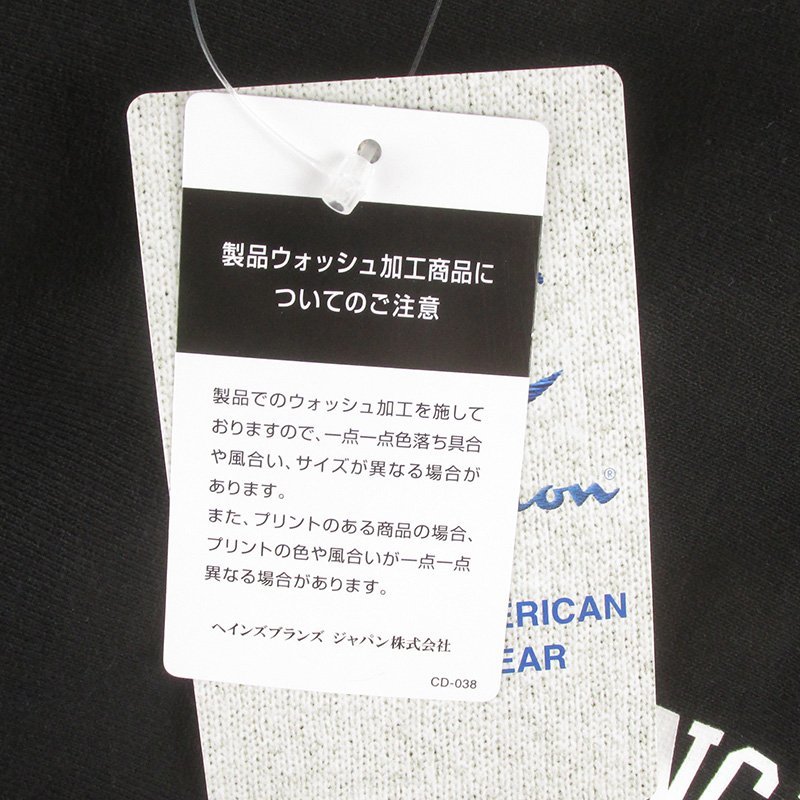 製品ウォッシュ加工商品に
ついてのご注意
製品でのウォッシュ加工を施して
おりますので、一点一点色落ち具合
や風合い、サイズが異なる場合が
あります。
また、プリントのある商品の場合、
プリントの色や風合いが一点一点
異なる場合があります。
ヘインズブランズ ジャパン株式会社
CD-038
ion®
ERICAN
EAR
NC